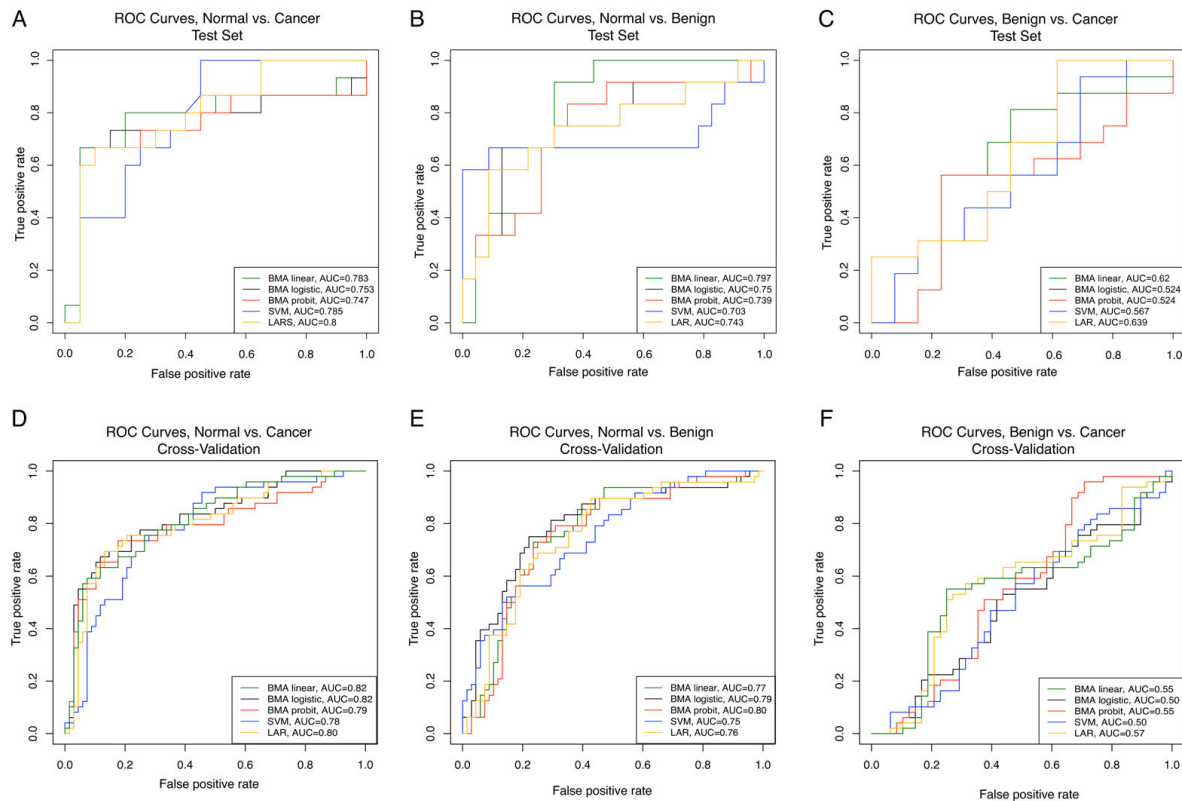 A
ROC Curves, Normal vs. Cancer
Test Set
True positive rate
0.0 0.2 0.4 0.6 0.8 1.0
BMA linear, AUC=0.783
BMA logistic, AUC=0.753
BMA probit, AUC=0.747
SVM, AUC=0.785
LARS, AUC=0.8
0.0 0.2 0.4 0.6 0.8 1.0
False positive rate
B
ROC Curves, Normal vs. Benign
Test Set
True positive rate
0.0 0.2 0.4 0.6 0.8 1.0
BMA linear, AUC=0.797
BMA logistic, AUC=0.75
BMA probit, AUC=0.739
SVM, AUC=0.703
LAR, AUC=0.743
0.0 0.2 0.4 0.6 0.8 1.0
False positive rate
C
ROC Curves, Benign vs. Cancer
Test Set
True positive rate
0.0 0.2 0.4 0.6 0.8 1.0
BMA linear, AUC=0.62
BMA logistic, AUC=0.524
BMA probit, AUC=0.524
SVM, AUC=0.567
LAR, AUC=0.639
0.0 0.2 0.4 0.6 0.8 1.0
False positive rate
D
ROC Curves, Normal vs. Cancer
Cross-Validation
True positive rate
0.0 0.2 0.4 0.6 0.8 1.0
BMA linear, AUC=0.82
BMA logistic, AUC=0.82
BMA probit, AUC=0.79
SVM, AUC=0.78
LAR, AUC=0.80
0.0 0.2 0.4 0.6 0.8 1.0
False positive rate
E
ROC Curves, Normal vs. Benign
Cross-Validation
True positive rate
0.0 0.2 0.4 0.6 0.8 1.0
BMA linear, AUC=0.77
BMA logistic, AUC=0.79
BMA probit, AUC=0.80
SVM, AUC=0.75
LAR, AUC=0.76
0.0 0.2 0.4 0.6 0.8 1.0
False positive rate
F
ROC Curves, Benign vs. Cancer
Cross-Validation
True positive rate
0.0 0.2 0.4 0.6 0.8 1.0
BMA linear, AUC=0.55
BMA logistic, AUC=0.50
BMA probit, AUC=0.55
SVM, AUC=0.50
LAR, AUC=0.57
0.0 0.2 0.4 0.6 0.8 1.0
False positive rate